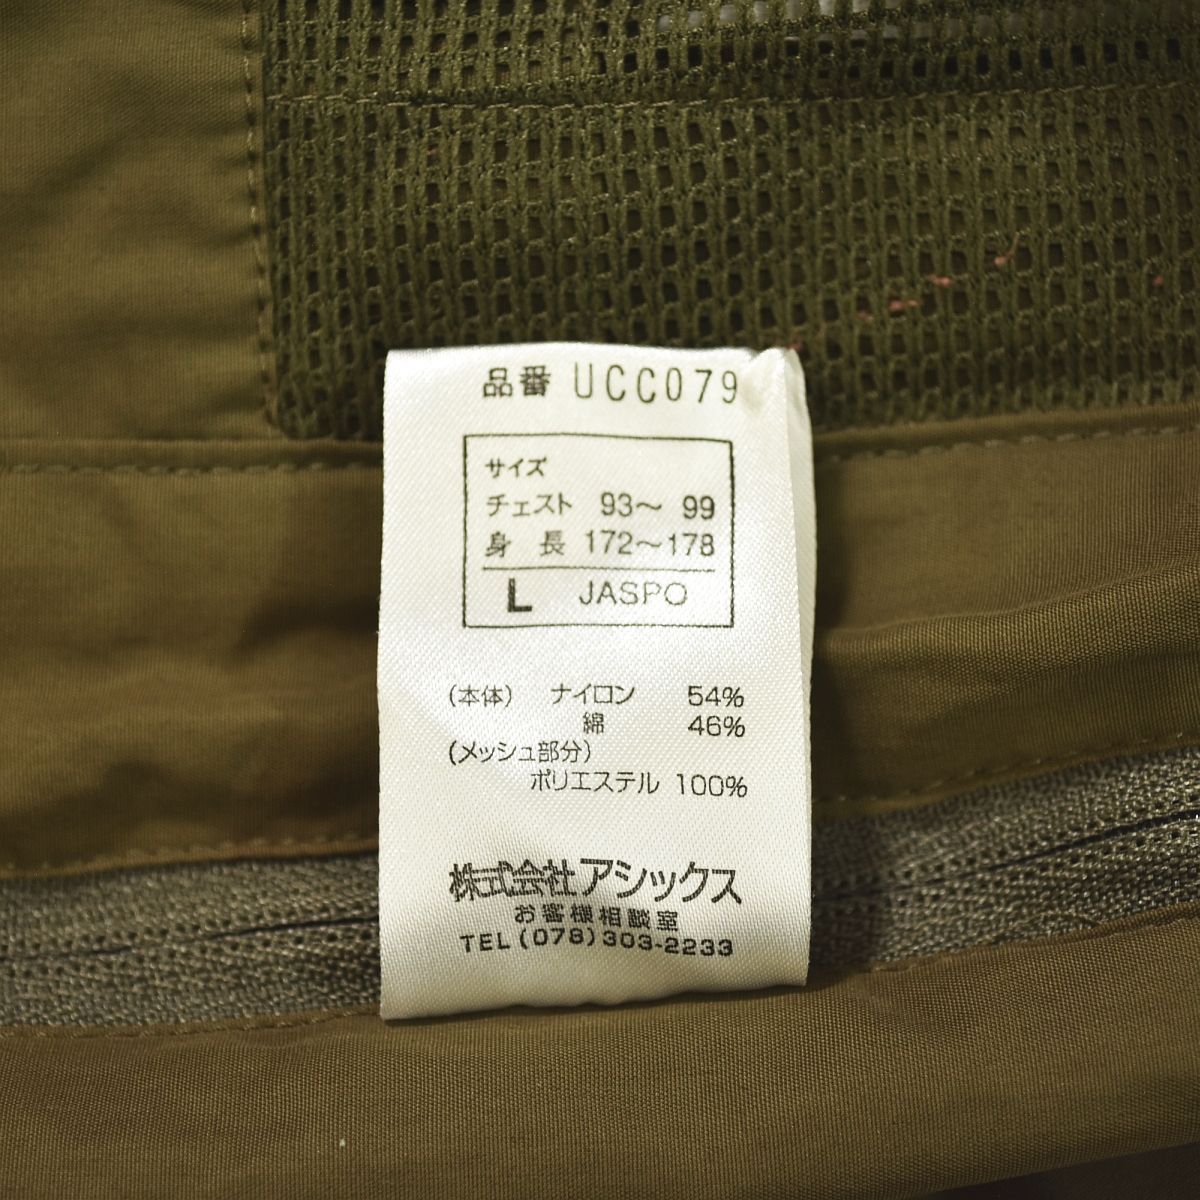 品番 UCC079
サイズ
チェスト 93～ 99
身 長 172～178
L JASPO
(本体) ナイロン 54%
綿 46%
(メッシュ部分)
ポリエステル 100%
株式会社アシックス
お客様相談室
TEL(078)303-2233